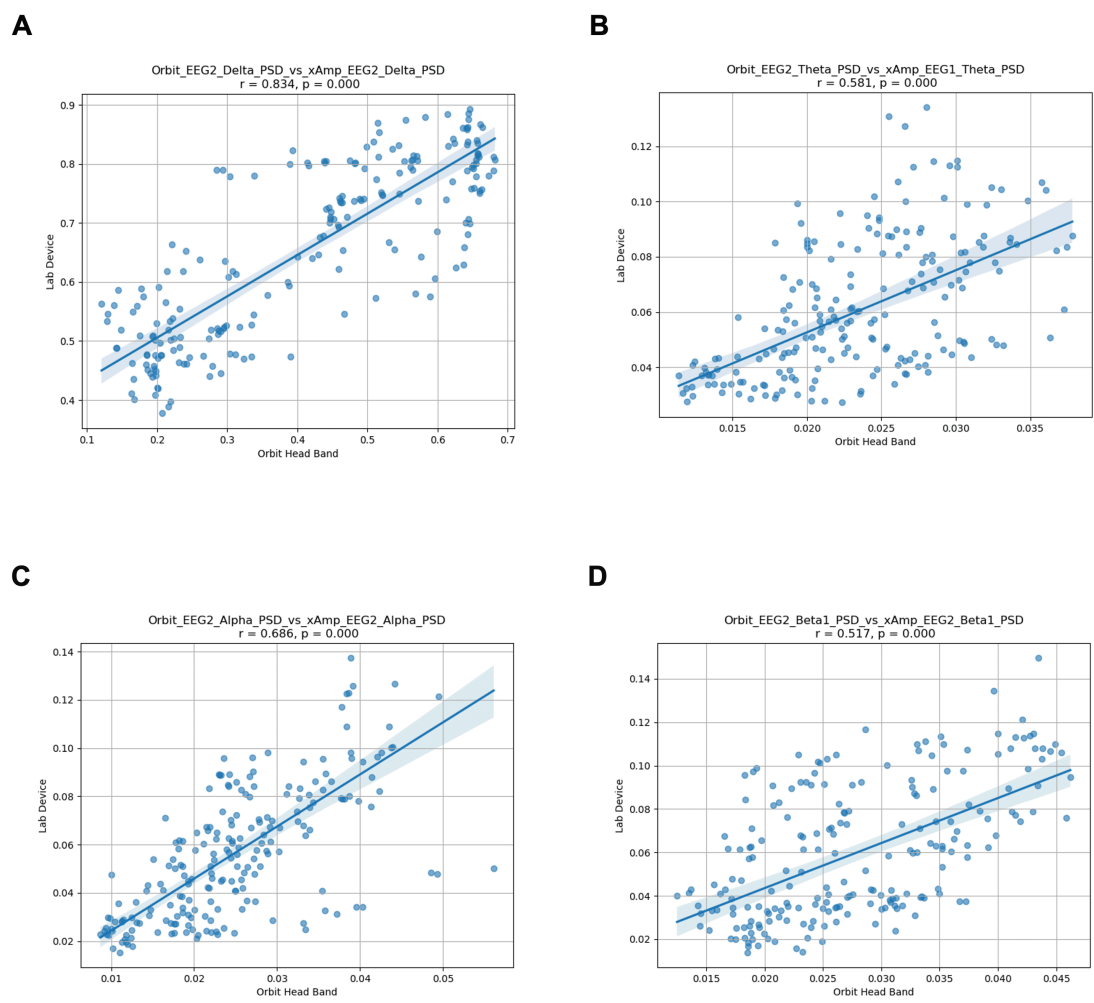 A
Orbit_EEG2_Delta_PSD_vs_xAmp_EEG2_Delta_PSD
r = 0.834, p = 0.000
0.9
0.8
0.7
0.6
0.5
0.4
Lab Device
0.1 0.2 0.3 0.4 0.5 0.6 0.7
Orbit Head Band
B
Orbit_EEG2_Theta_PSD_vs_xAmp_EEG1_Theta_PSD
r = 0.581, p = 0.000
0.12
0.10
0.08
0.06
0.04
Lab Device
0.015 0.020 0.025 0.030 0.035
Orbit Head Band
C
Orbit_EEG2_Alpha_PSD_vs_xAmp_EEG2_Alpha_PSD
r = 0.686, p = 0.000
0.14
0.12
0.10
0.08
0.06
0.04
0.02
Lab Device
0.01 0.02 0.03 0.04 0.05
Orbit Head Band
D
Orbit_EEG2_Beta1_PSD_vs_xAmp_EEG2_Beta1_PSD
r = 0.517, p = 0.000
0.14
0.12
0.10
0.08
0.06
0.04
0.02
Lab Device
0.015 0.020 0.025 0.030 0.035 0.040 0.045
Orbit Head Band